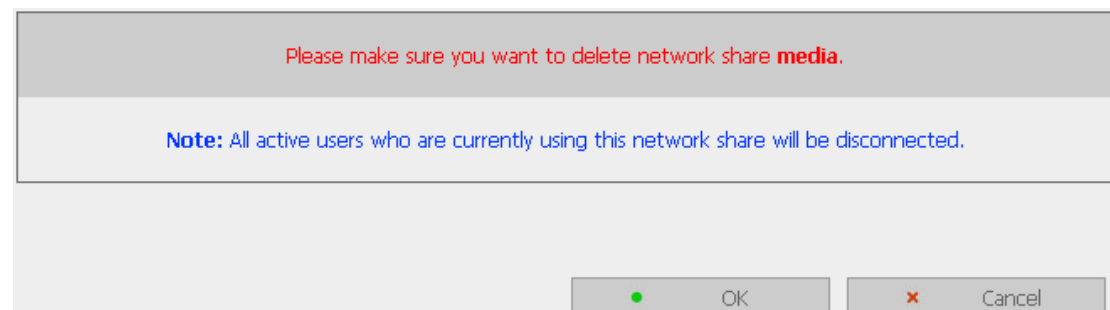 Please make sure you want to delete network share media.
Note: All active users who are currently using this network share will be disconnected.
OK
Cancel